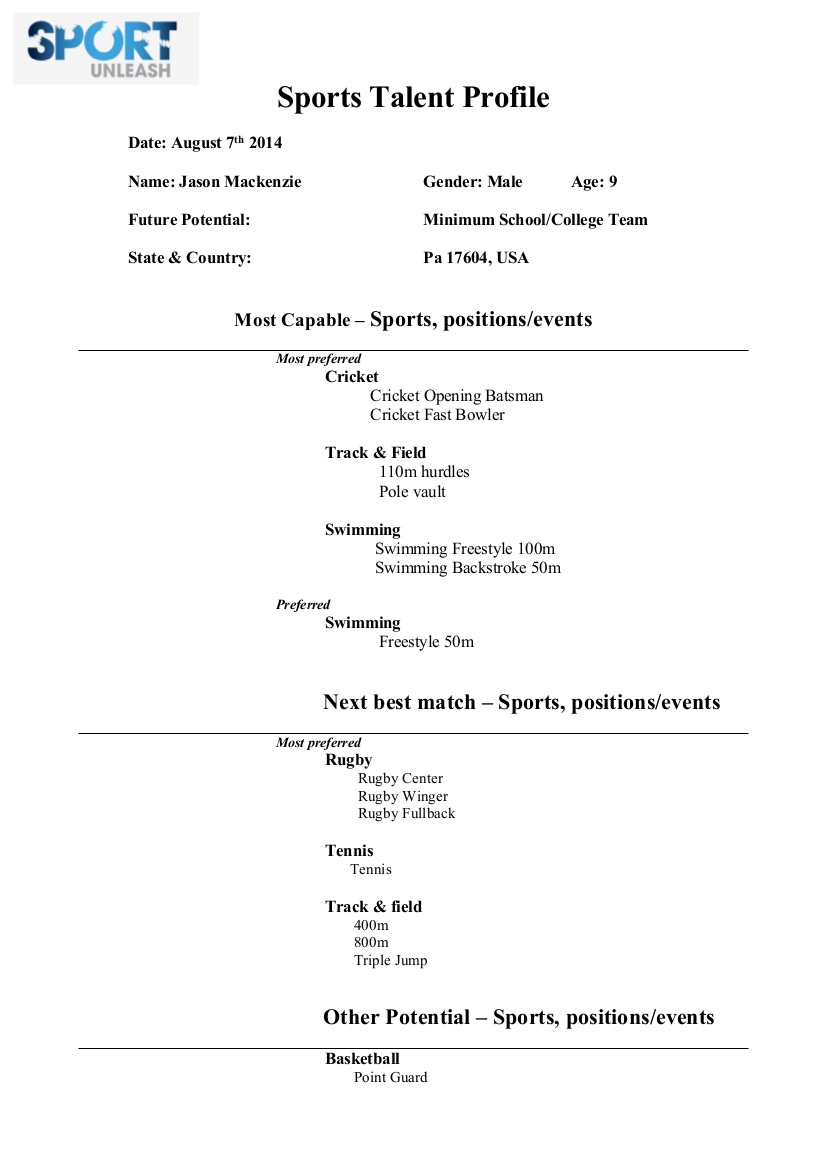 SPORT
UNLEASH
Sports Talent Profile
Date: August 7th 2014
Name: Jason Mackenzie Gender: Male Age: 9
Future Potential: Minimum School/College Team
State & Country: Pa 17604, USA
Most Capable – Sports, positions/events
Most preferred
Cricket
Cricket Opening Batsman
Cricket Fast Bowler
Track & Field
110m hurdles
Pole vault
Swimming
Swimming Freestyle 100m
Swimming Backstroke 50m
Preferred
Swimming
Freestyle 50m
Next best match – Sports, positions/events
Most preferred
Rugby
Rugby Center
Rugby Winger
Rugby Fullback
Tennis
Tennis
Track & field
400m
800m
Triple Jump
Other Potential – Sports, positions/events
Basketball
Point Guard